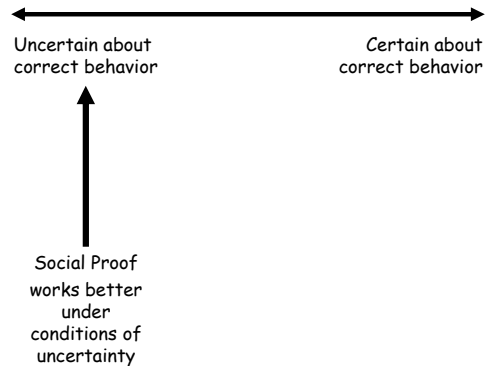 Uncertain about
correct behavior
Certain about
correct behavior
Social Proof
works better
under
conditions of
uncertainty